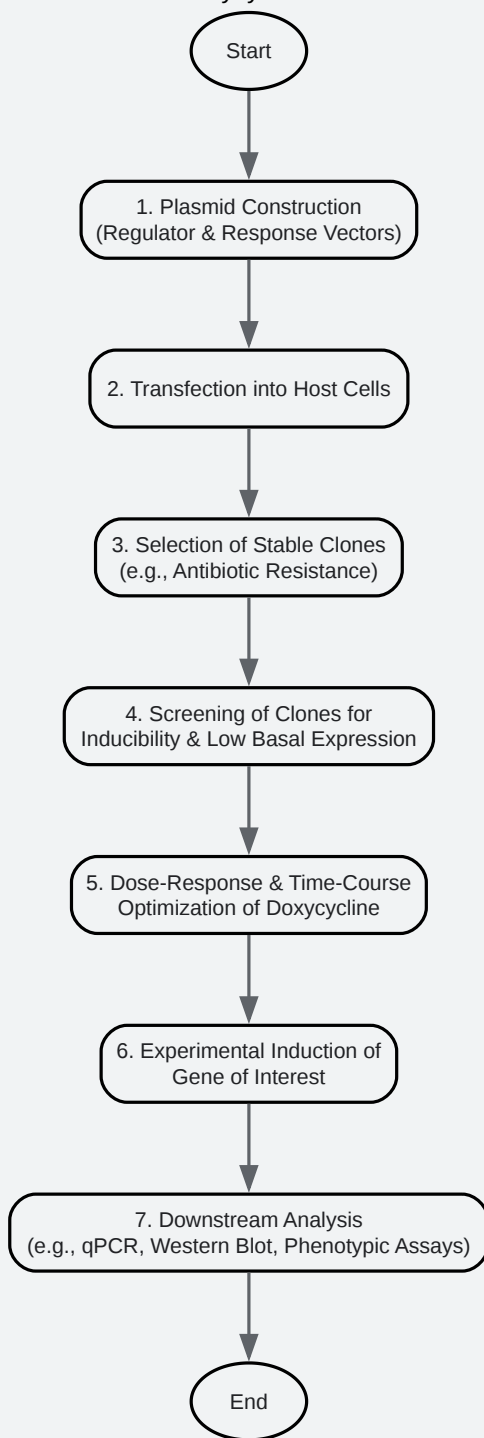 Start
1. Plasmid Construction
(Regulator & Response Vectors)
2. Transfection into Host Cells
3. Selection of Stable Clones
(e.g., Antibiotic Resistance)
4. Screening of Clones for
Inducibility & Low Basal Expression
5. Dose-Response & Time-Course
Optimization of Doxycycline
6. Experimental Induction of
Gene of Interest
7. Downstream Analysis
(e.g., qPCR, Western Blot, Phenotypic Assays)
End